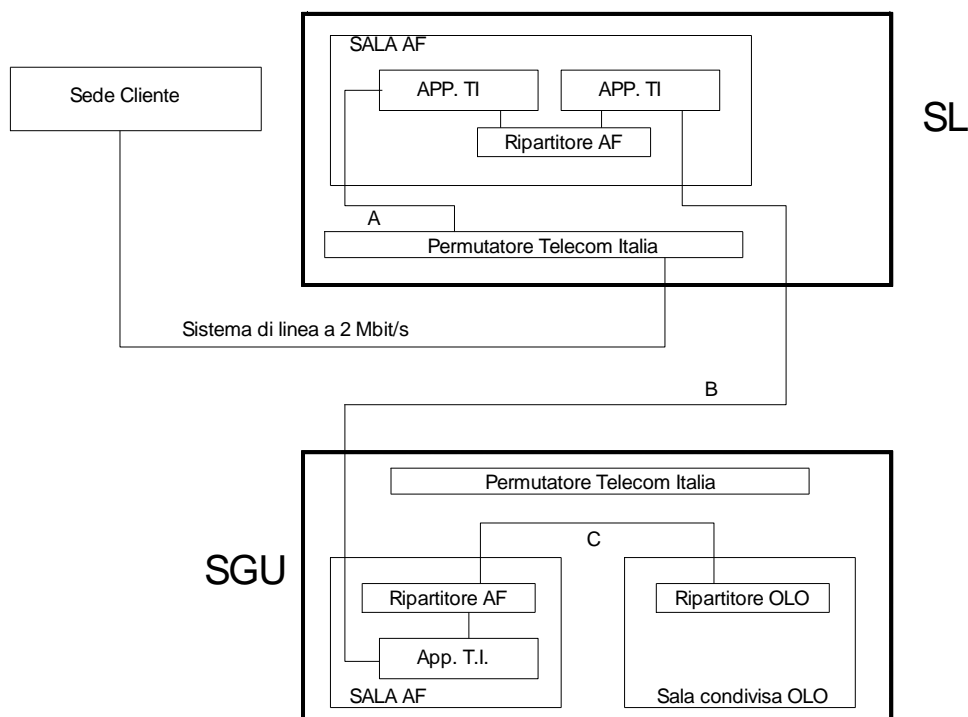 SALA AF
Sede Cliente
APP. TI
APP. TI
SL
Ripartitore AF
A
Permutatore Telecom Italia
Sistema di linea a 2 Mbit/s
B
Permutatore Telecom Italia
C
SGU
Ripartitore AF
Ripartitore OLO
App. T.I.
SALA AF
Sala condivisa OLO